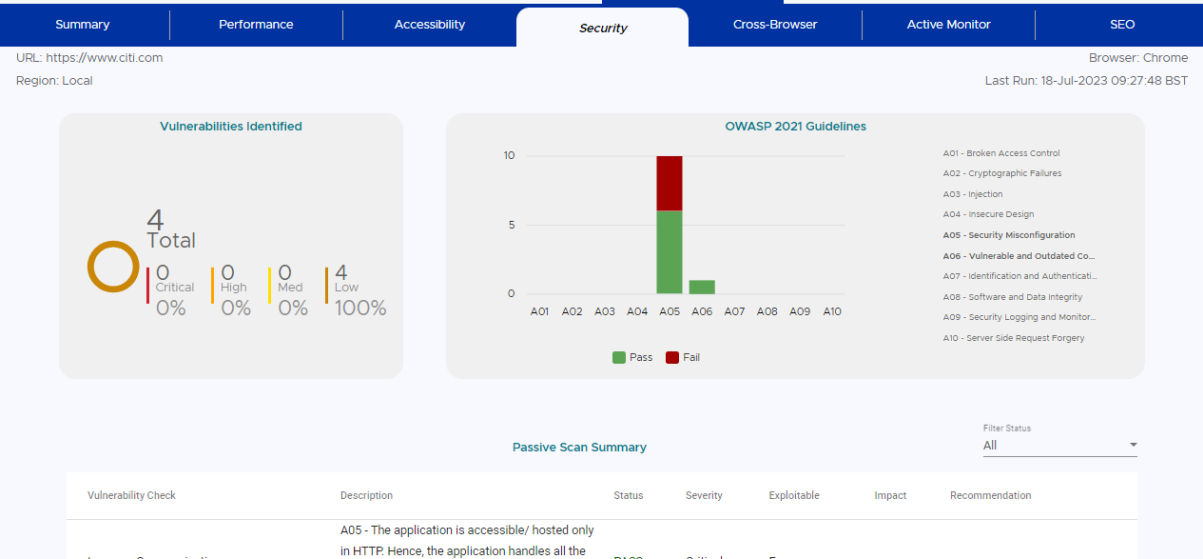 Summary Performance Accessibility Security Cross-Browser Active Monitor SEO
URL: https://www.citi.com Browser: Chrome
Region: Local Last Run: 18-Jul-2023 09:27:48 BST
Vulnerabilities Identified
4
Total
0 0 0 4
Critical High Med Low
0% 0% 0% 100%
OWASP 2021 Guidelines
10
5
0
A01 A02 A03 A04 A05 A06 A07 A08 A09 A10
Pass Fail
A01 - Broken Access Control
A02 - Cryptographic Failures
A03 - Injection
A04 - Insecure Design
A05 - Security Misconfiguration
A06 - Vulnerable and Outdated Co...
A07 - Identification and Authenticati...
A08 - Software and Data Integrity
A09 - Security Logging and Monitor...
A10 - Server Side Request Forgery
Filter Status
Passive Scan Summary All
Vulnerability Check Description Status Severity Exploitable Impact Recommendation
A05 - The application is accessible/ hosted only
in HTTP. Hence, the application handles all the